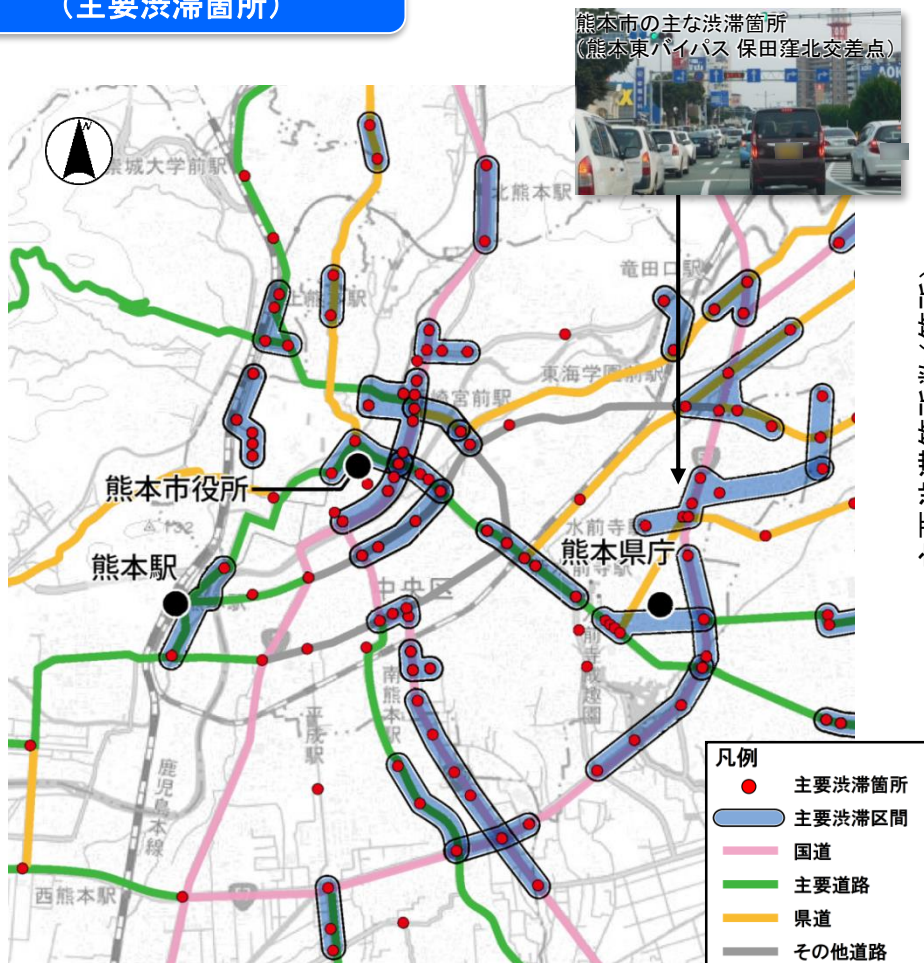 (主要渋滞箇所)
熊本市の主な渋滞箇所
(熊本東バイパス 保田窪北交差点)
N
崇城大学前駅
北熊本駅
竜田口駅
上熊本駅
東海学園前駅
熊本市役所
132
水前寺駅
熊本県庁
熊本駅
中央区
南熊本駅
平成駅
鹿児島本線
西熊本駅
凡例
主要渋滞箇所
主要渋滞区間
国道
主要道路
県道
その他道路